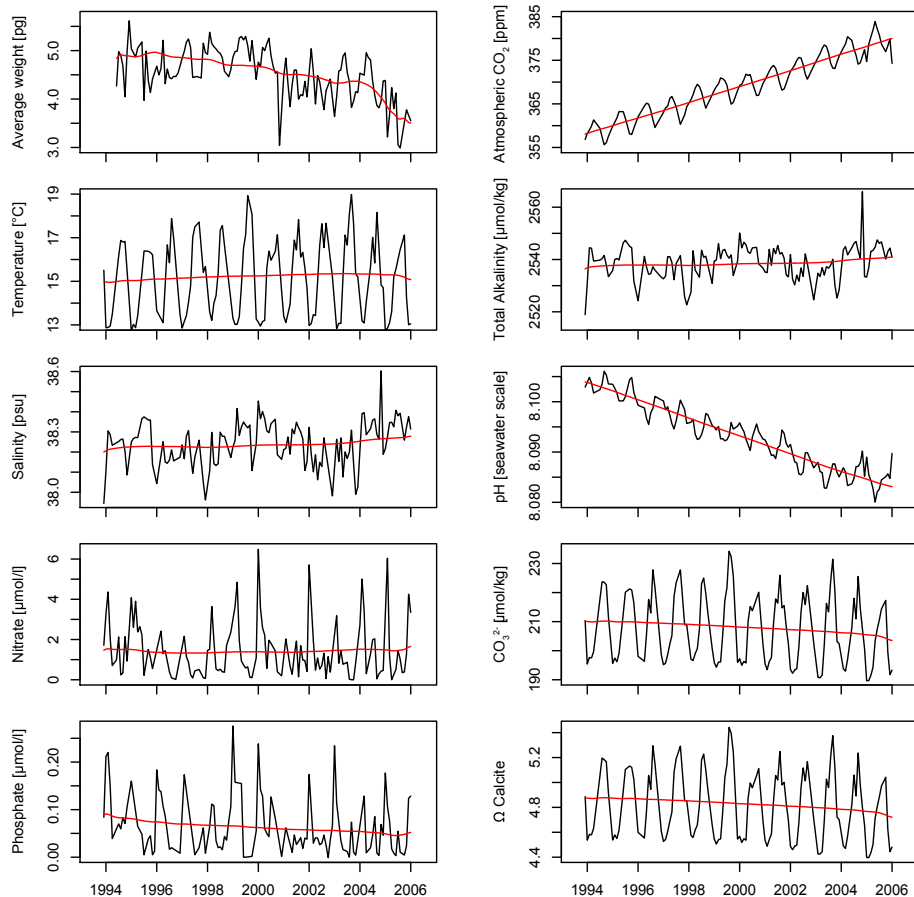 Average weight [pg]
3.0 4.0 5.0
Atmospheric CO₂ [ppm]
355 365 375 385
Temperature [°C]
13 15 17 19
Total Alkalinity [µmol/kg]
2520 2540 2560
Salinity [psu]
38.0 38.3 38.6
pH [seawater scale]
8.080 8.090 8.100
Nitrate [µmol/l]
0 2 4 6
CO₃²⁻ [µmol/kg]
190 210 230
Phosphate [µmol/l]
0.00 0.10 0.20
Ω Calcite
4.4 4.8 5.2
1994 1996 1998 2000 2002 2004 2006
1994 1996 1998 2000 2002 2004 2006